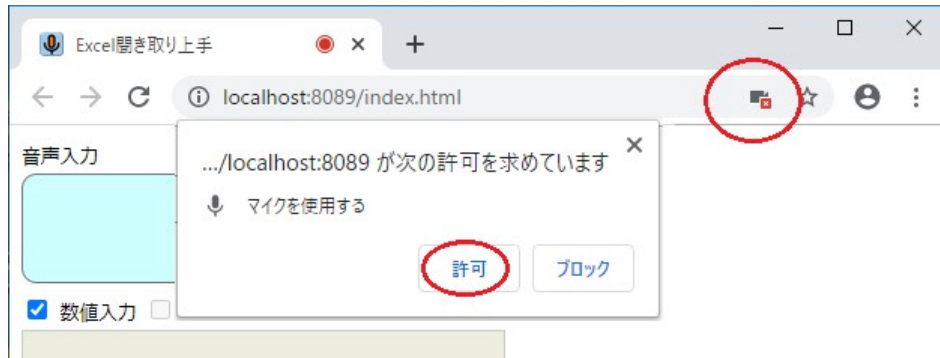 Excel聞き取り上手
localhost:8089/index.html
音声入力
.../localhost:8089 が次の許可を求めています
マイクを使用する
許可 ブロック
数値入力